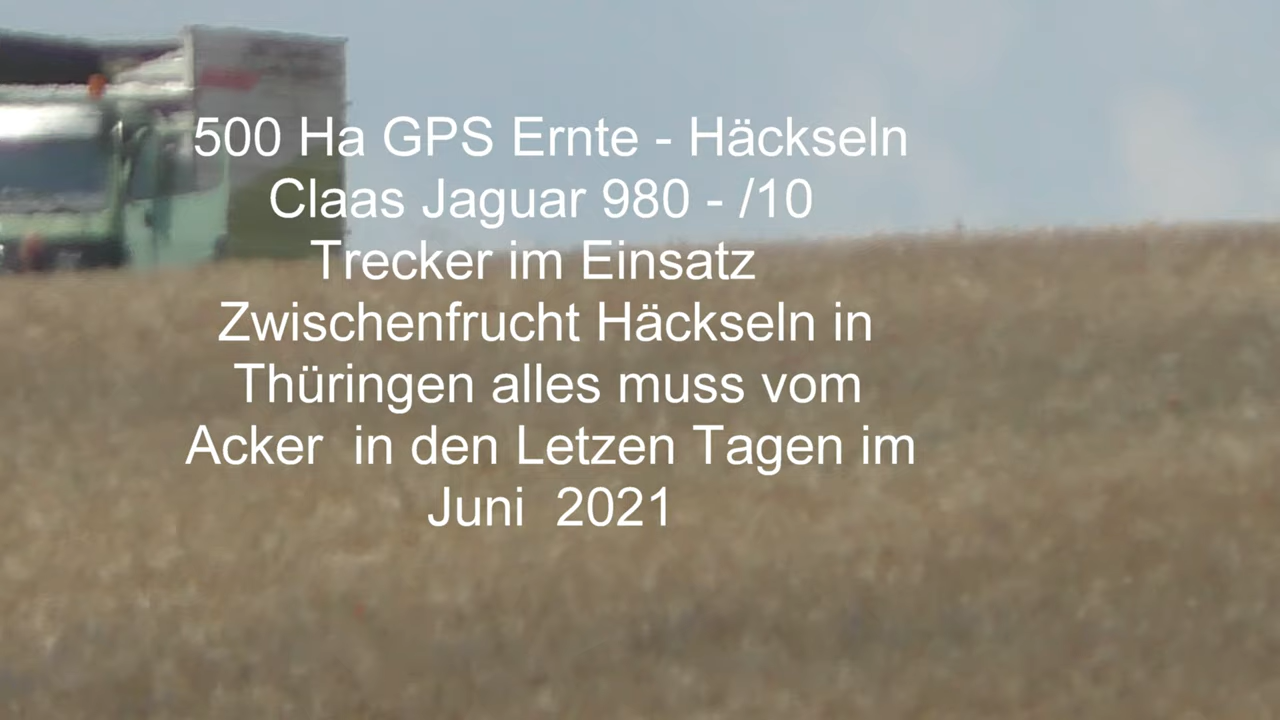 500 Ha GPS Ernte - Häckseln
Claas Jaguar 980 - /10
Trecker im Einsatz
Zwischenfrucht Häckseln in
Thüringen alles muss vom
Acker in den Letzen Tagen im
Juni 2021